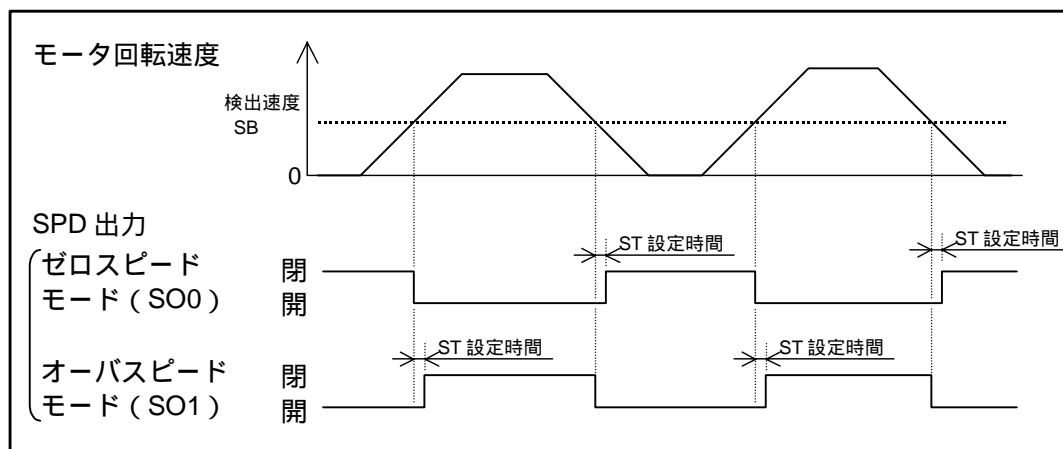 モータ回転速度
検出速度
SB
0
SPD 出力
ST 設定時間
ST 設定時間
ゼロスピード 閉
モード（SO0） 開
ST 設定時間
ST 設定時間
オーバスピード 閉
モード（SO1） 開